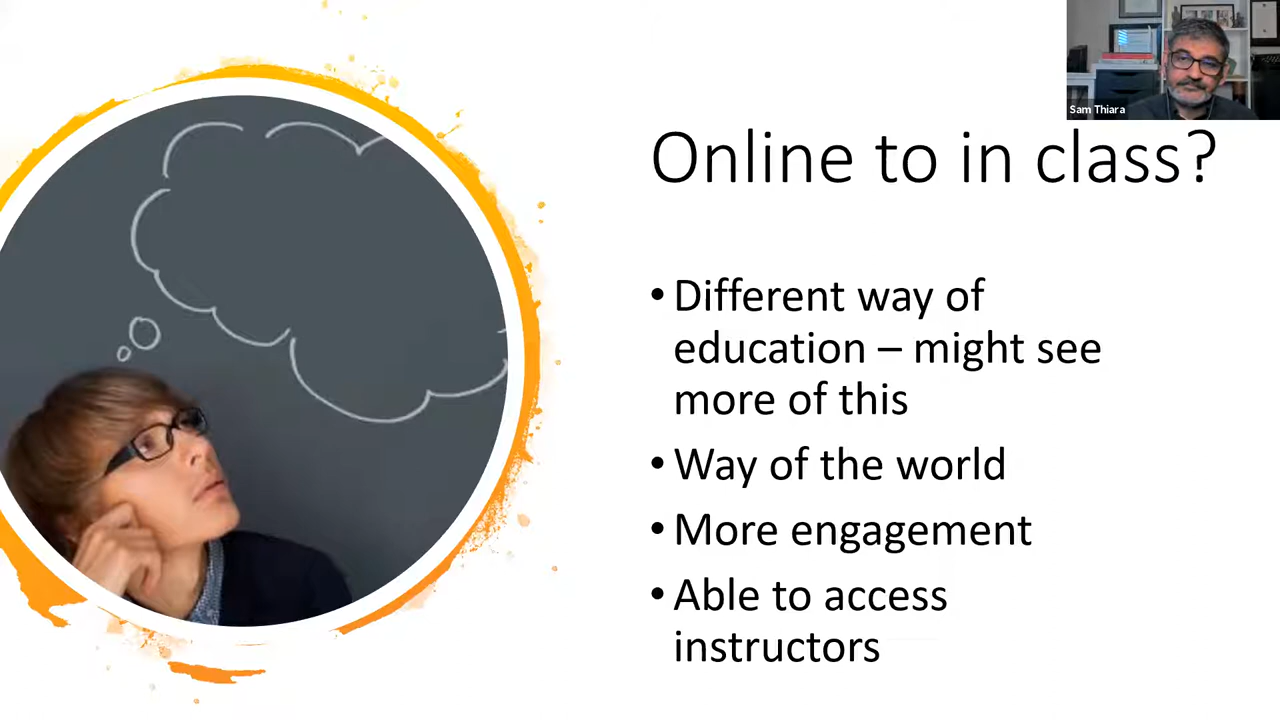 Sam Thiara
Online to in class?
• Different way of
education – might see
more of this
• Way of the world
• More engagement
• Able to access
instructors